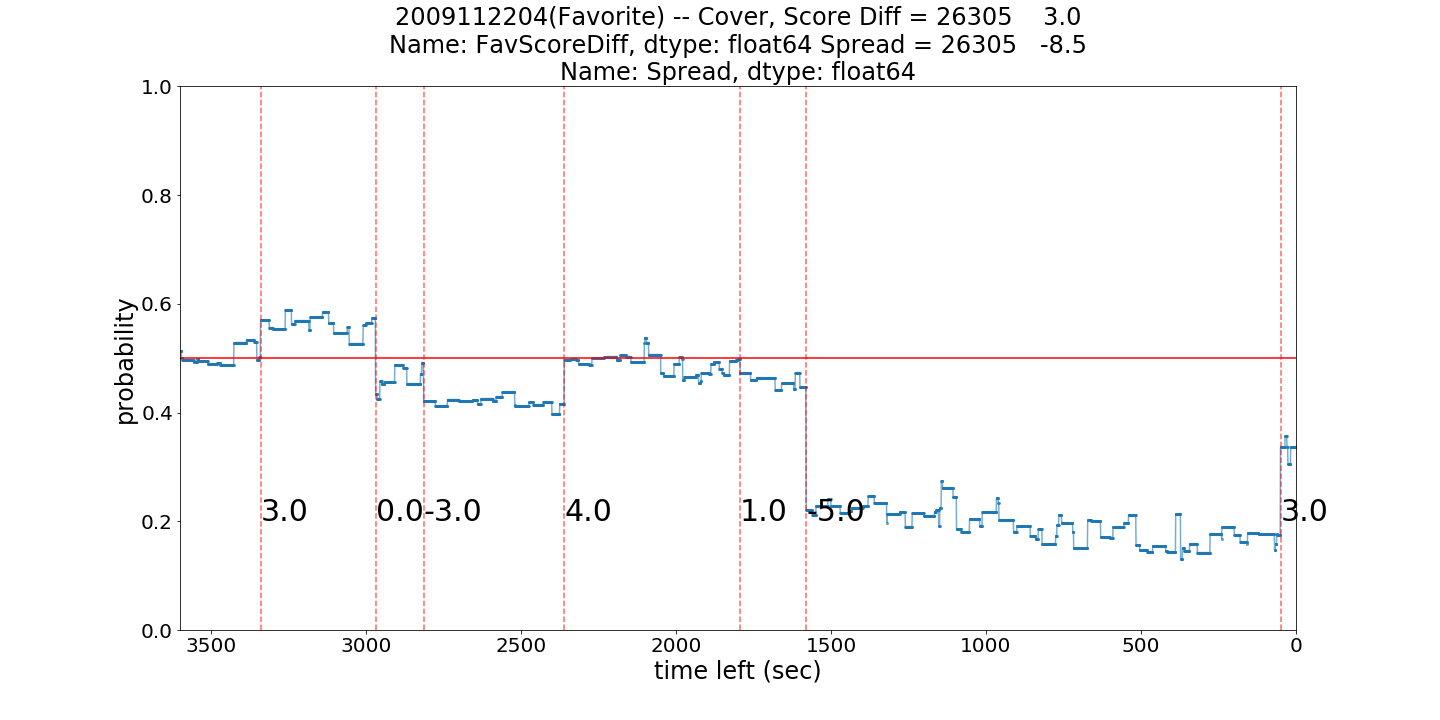 2009112204(Favorite) -- Cover, Score Diff = 26305    3.0
Name: FavScoreDiff, dtype: float64 Spread = 26305   -8.5
Name: Spread, dtype: float64
1.0
0.8
0.6
0.4
0.2
0.0
probability
3.0
0.0
-3.0
4.0
1.0
-5.0
3.0
3500 3000 2500 2000 1500 1000 500 0
time left (sec)